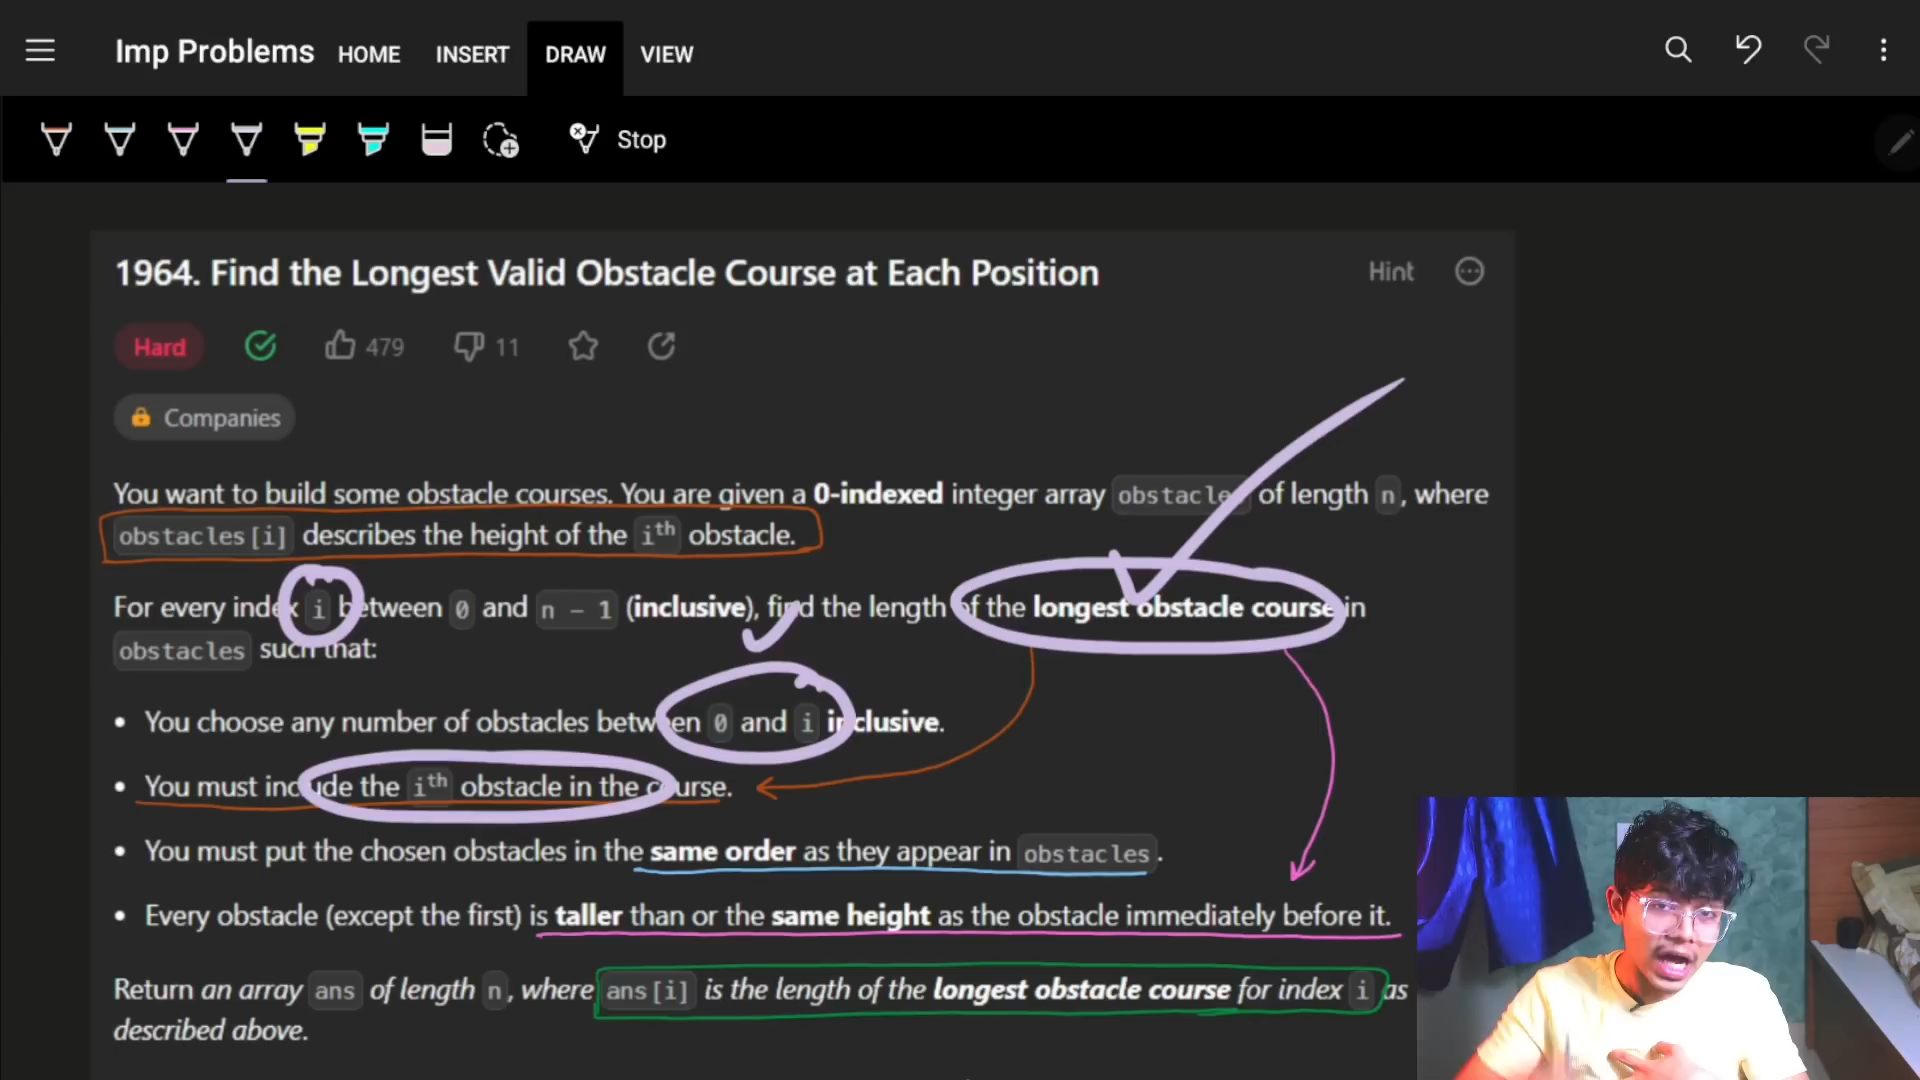 Imp Problems HOME INSERT DRAW VIEW
Stop
1964. Find the Longest Valid Obstacle Course at Each Position
Hint
Hard 479 11
Companies
You want to build some obstacle courses. You are given a 0-indexed integer array obstacles of length n, where
obstacles[i] describes the height of the ith obstacle.
For every index i between 0 and n - 1 (inclusive), find the length of the longest obstacle course in
obstacles such that:
• You choose any number of obstacles between 0 and i inclusive.
• You must include the ith obstacle in the course.
• You must put the chosen obstacles in the same order as they appear in obstacles.
• Every obstacle (except the first) is taller than or the same height as the obstacle immediately before it.
Return an array ans of length n, where ans[i] is the length of the longest obstacle course for index i as
described above.